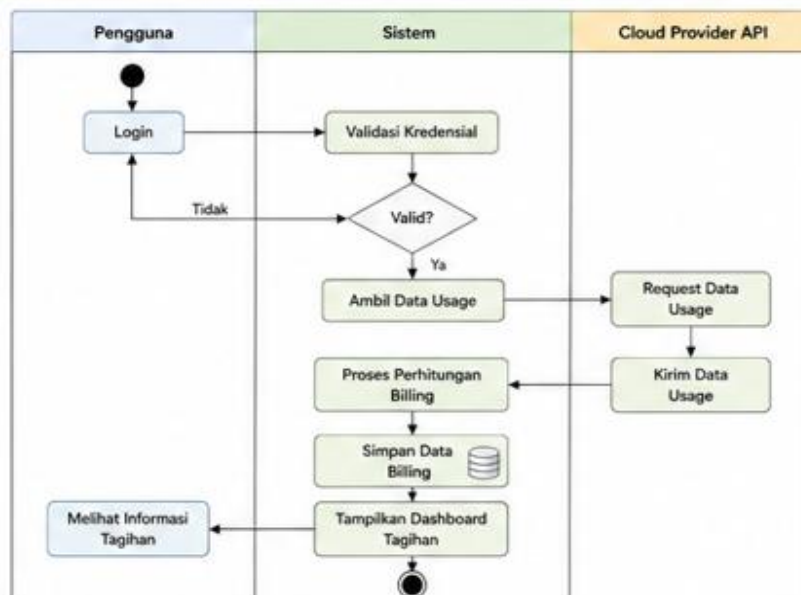 Pengguna
Sistem
Cloud Provider API
Login
Validasi Kredensial
Tidak
Valid?
Ya
Ambil Data Usage
Request Data
Usage
Proses Perhitungan
Billing
Kirim Data
Usage
Simpan Data
Billing
Melihat Informasi
Tagihan
Tampilkan Dashboard
Tagihan